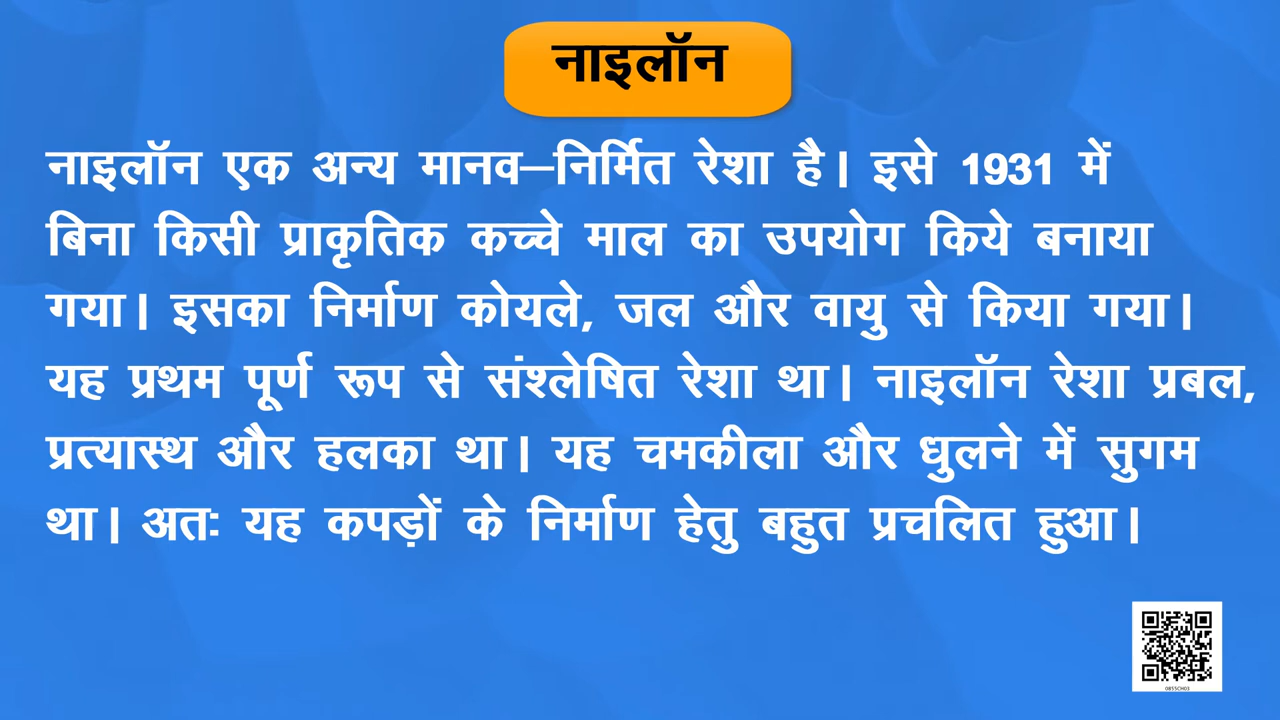 नाइलॉन
नाइलॉन एक अन्य मानव–निर्मित रेशा है। इसे 1931 में
बिना किसी प्राकृतिक कच्चे माल का उपयोग किये बनाया
गया। इसका निर्माण कोयले, जल और वायु से किया गया।
यह प्रथम पूर्ण रूप से संश्लेषित रेशा था। नाइलॉन रेशा प्रबल,
प्रत्यास्थ और हलका था। यह चमकीला और धुलने में सुगम
था। अतः यह कपड़ों के निर्माण हेतु बहुत प्रचलित हुआ।
0855CH03